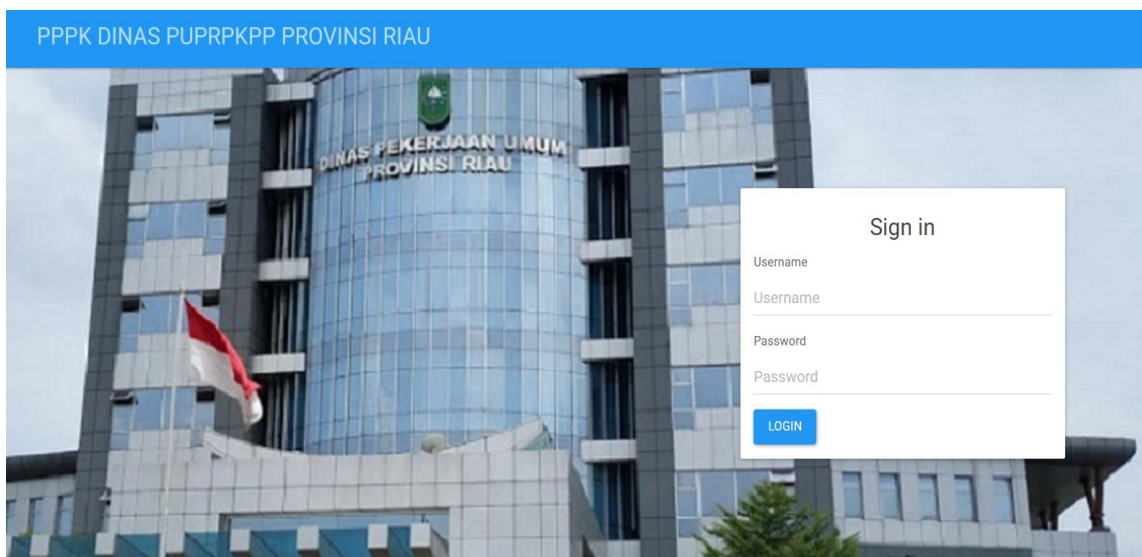 PPPK DINAS PUPRPKPP PROVINSI RIAU
DINAS PEKERJAAN UMUM
PROVINSI RIAU
Sign in
Username
Username
Password
Password
LOGIN